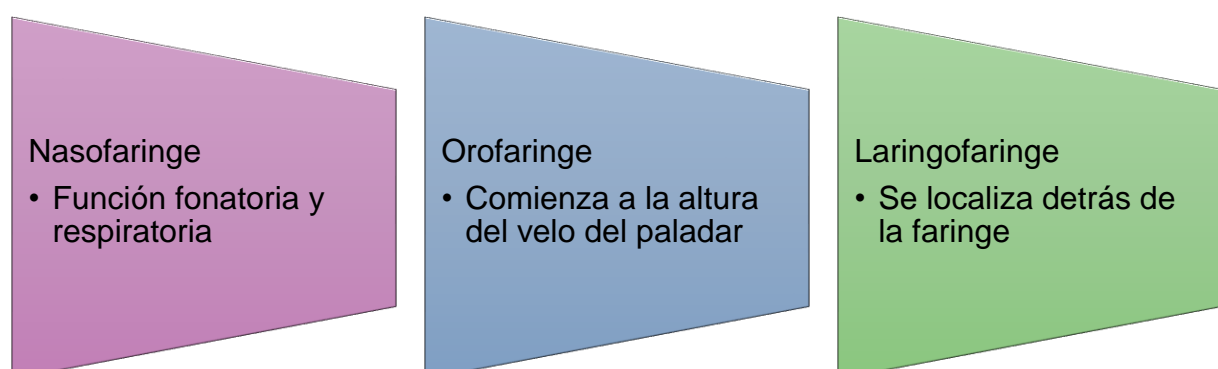 Nasofaringe
• Función fonatoria y
respiratoria
Orofaringe
• Comienza a la altura
del velo del paladar
Laringofaringe
• Se localiza detrás de
la faringe